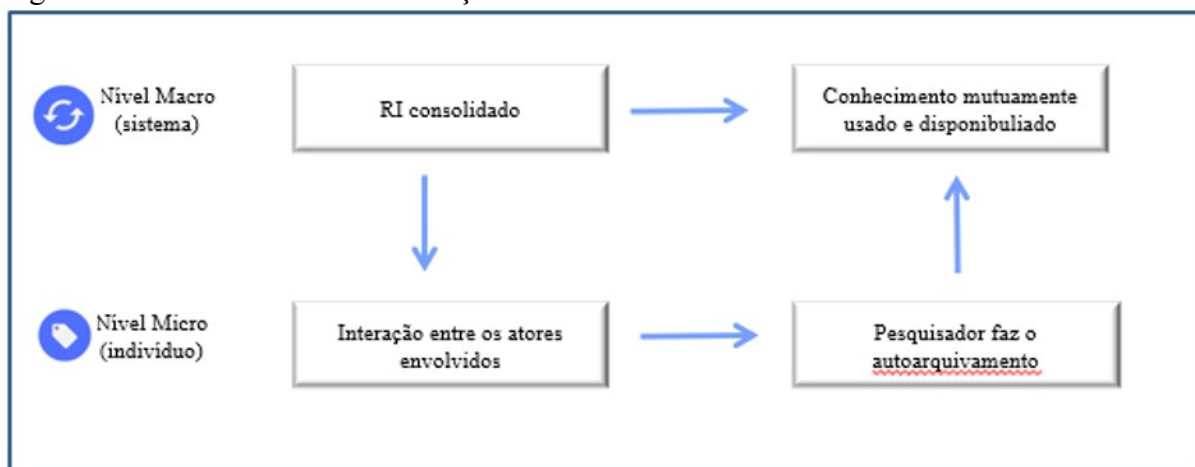 Nível Macro
(sistema)
RI consolidado
Conhecimento mutuamente
usado e disponibuliado
Nível Micro
(indivíduo)
Interação entre os atores
envolvidos
Pesquisador faz o
autoarquivamento